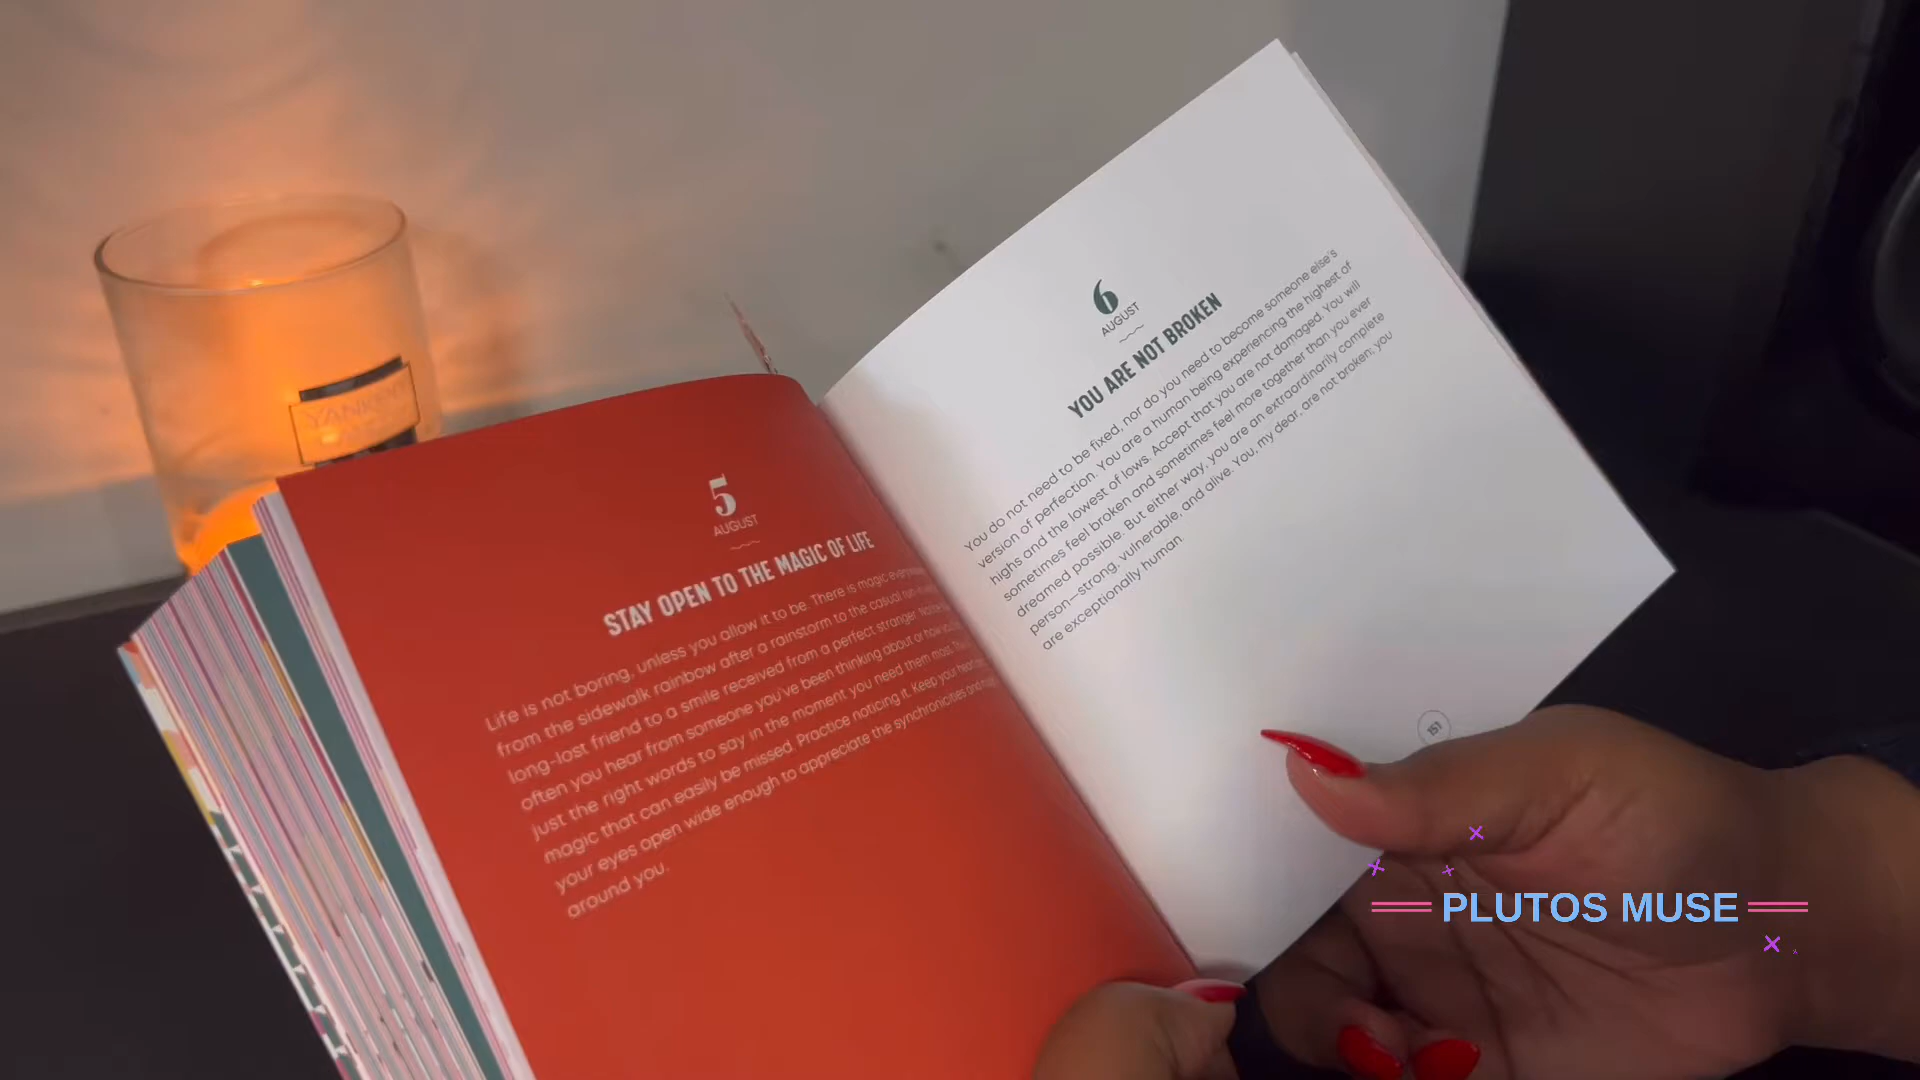 YANKEE
5
AUGUST
STAY OPEN TO THE MAGIC OF LIFE
Life is not boring, unless you allow it to be. There is magic
from the sidewalk rainbow after a rainstorm to the casual
long-lost friend to a smile received from a perfect stranger.
often you hear from someone you've been thinking about or how
just the right words to say in the moment you need them most.
magic that can easily be missed. Practice noticing it. Keep your
your eyes open wide enough to appreciate the synchronicities and
around you.
6
AUGUST
YOU ARE NOT BROKEN
You do not need to be fixed, nor do you need to become someone else's
version of perfection. You are a human being experiencing the highest of
highs and the lowest of lows. Accept that you are not damaged. You will
sometimes feel broken and sometimes feel more together than you ever
dreamed possible. But either way, you are an extraordinarily complete
person—strong, vulnerable, and alive. You, my dear, are not broken; you
are exceptionally human.
151
PLUTOS MUSE